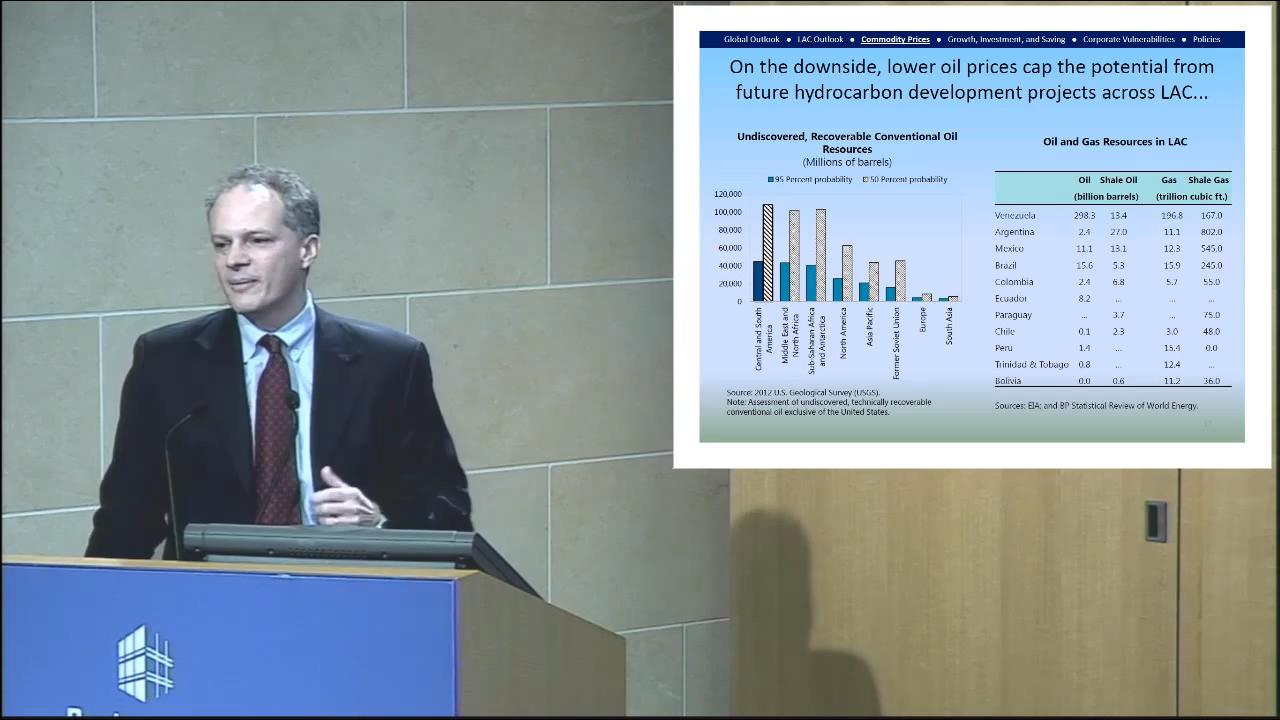 Global Outlook ● LAC Outlook ● Commodity Prices ● Growth, Investment, and Saving ● Corporate Vulnerabilities ● Policies
On the downside, lower oil prices cap the potential from
future hydrocarbon development projects across LAC...
Undiscovered, Recoverable Conventional Oil
Resources
(Millions of barrels)
95 Percent probability 50 Percent probability
120,000
100,000
80,000
60,000
40,000
20,000
0
Central and South
America
Middle East and
North Africa
Sub-Saharan Africa
and Antarctica
North America
Asia Pacific
Former Soviet Union
Europe
South Asia
Source: 2012 U.S. Geological Survey (USGS).
Note: Assessment of undiscovered, technically recoverable
conventional oil exclusive of the United States.
Oil and Gas Resources in LAC
Oil Shale Oil Gas Shale Gas
(billion barrels) (trillion cubic ft.)
Venezuela 298.3 13.4 196.8 167.0
Argentina 2.4 27.0 11.1 802.0
Mexico 11.1 13.1 12.3 545.0
Brazil 15.6 5.3 15.9 245.0
Colombia 2.4 6.8 5.7 55.0
Ecuador 8.2 ... ... ...
Paraguay ... 3.7 ... 75.0
Chile 0.1 2.3 3.0 48.0
Peru 1.4 ... 15.4 0.0
Trinidad & Tobago 0.8 ... 12.4 ...
Bolivia 0.0 0.6 11.2 36.0
Sources: EIA; and BP Statistical Review of World Energy.